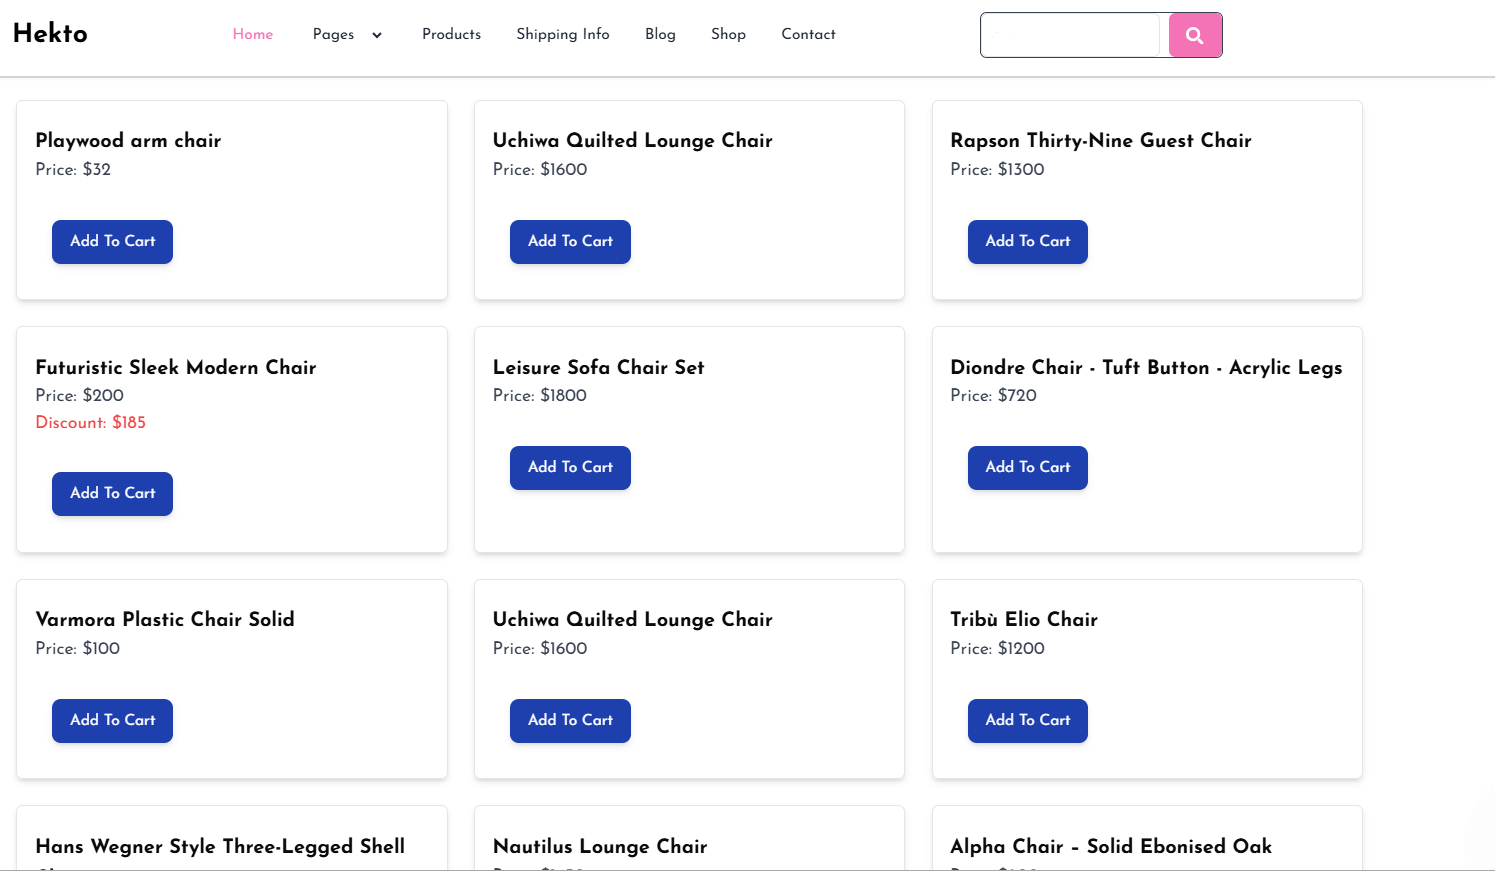 Hekto
Home
Pages
Products
Shipping Info
Blog
Shop
Contact
Playwood arm chair
Price: $32
Add To Cart
Uchiwa Quilted Lounge Chair
Price: $1600
Add To Cart
Rapson Thirty-Nine Guest Chair
Price: $1300
Add To Cart
Futuristic Sleek Modern Chair
Price: $200
Discount: $185
Add To Cart
Leisure Sofa Chair Set
Price: $1800
Add To Cart
Diondre Chair - Tuft Button - Acrylic Legs
Price: $720
Add To Cart
Varmora Plastic Chair Solid
Price: $100
Add To Cart
Uchiwa Quilted Lounge Chair
Price: $1600
Add To Cart
Tribù Elio Chair
Price: $1200
Add To Cart
Hans Wegner Style Three-Legged Shell
Nautilus Lounge Chair
Alpha Chair – Solid Ebonised Oak